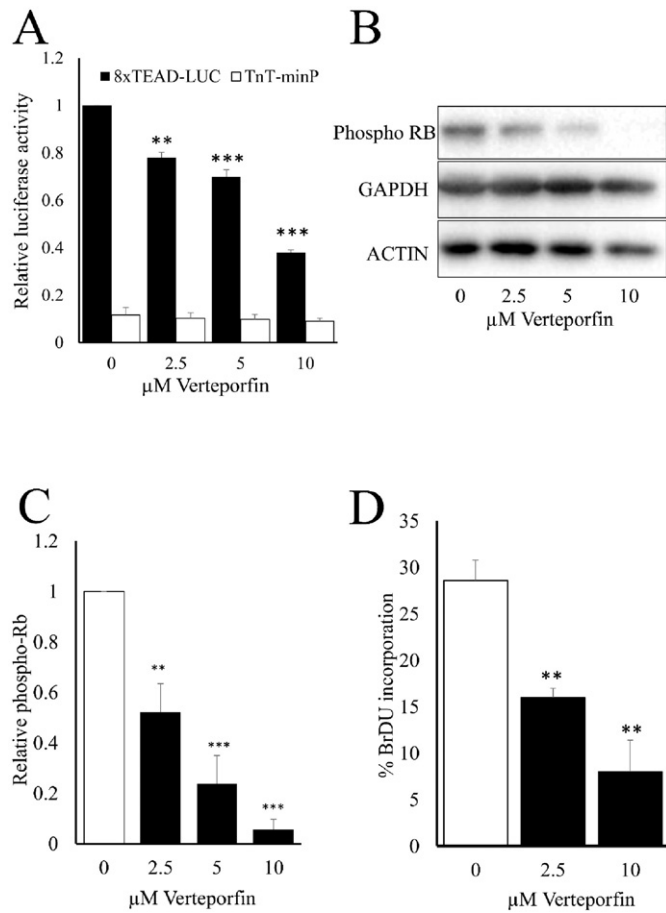 A
Relative luciferase activity
1.2
1
0.8
0.6
0.4
0.2
0
8xTEAD-LUC TnT-minP
**
***
***
0 2.5 5 10
µM Verteporfin
B
Phospho RB
GAPDH
ACTIN
0 2.5 5 10
µM Verteporfin
C
Relative phospho-Rb
1.2
1
0.8
0.6
0.4
0.2
0
**
***
***
0 2.5 5 10
µM Verteporfin
D
% BrDU incorporation
35
30
25
20
15
10
5
0
**
**
0 2.5 10
µM Verteporfin